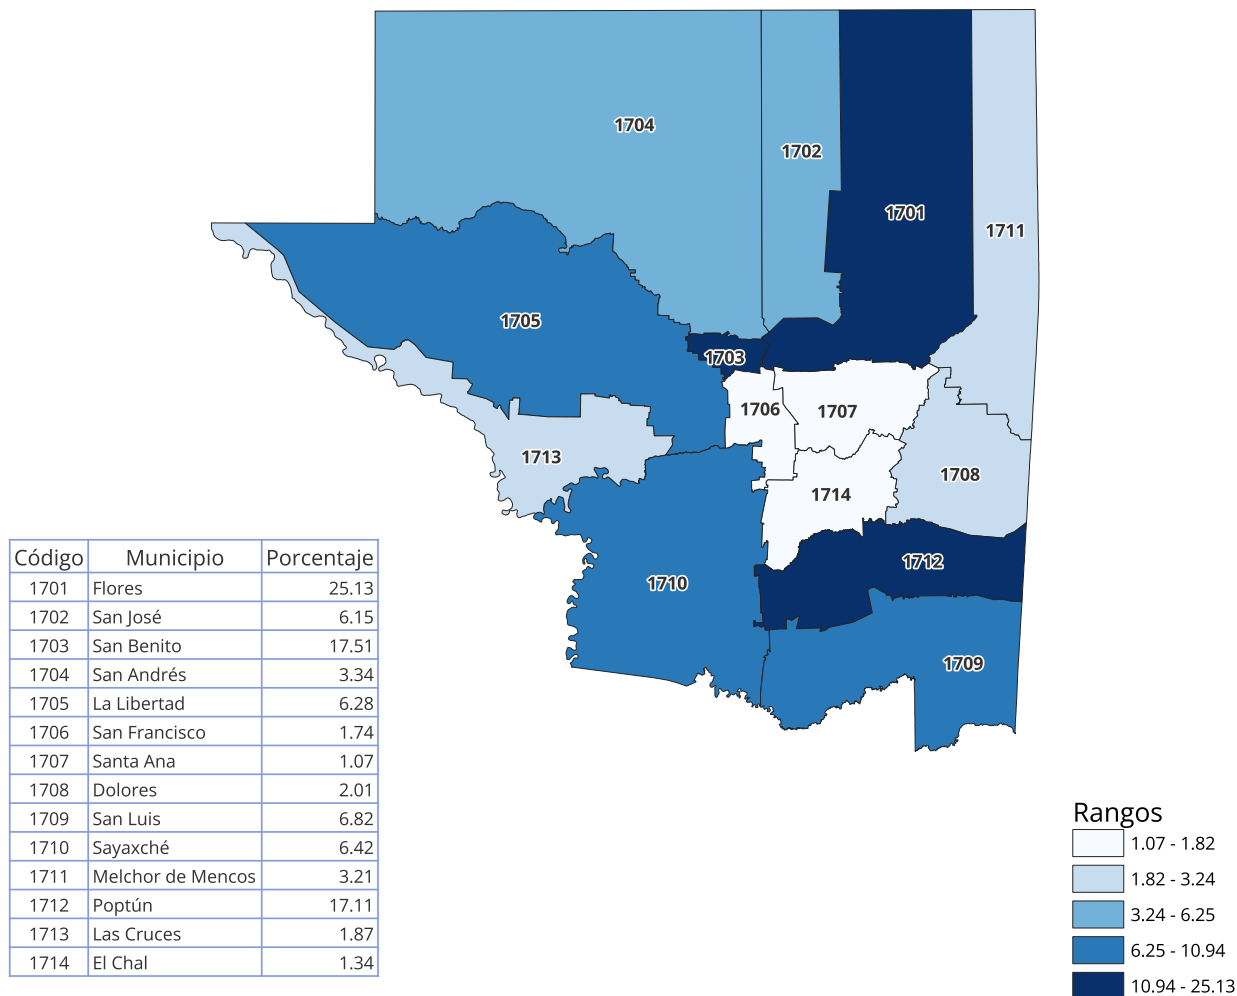 1704
1702
1701
1711
1705
1703
1706
1707
1713
1708
1714
1712
1710
1709
Código Municipio Porcentaje
1701 Flores 25.13
1702 San José 6.15
1703 San Benito 17.51
1704 San Andrés 3.34
1705 La Libertad 6.28
1706 San Francisco 1.74
1707 Santa Ana 1.07
1708 Dolores 2.01
1709 San Luis 6.82
1710 Sayaxché 6.42
1711 Melchor de Mencos 3.21
1712 Poptún 17.11
1713 Las Cruces 1.87
1714 El Chal 1.34
Rangos
1.07 - 1.82
1.82 - 3.24
3.24 - 6.25
6.25 - 10.94
10.94 - 25.13